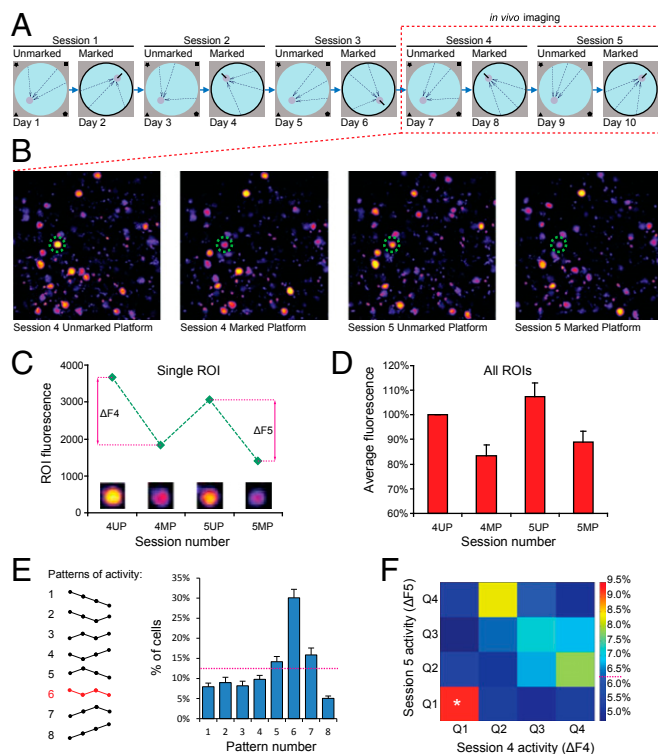 A
in vivo imaging
Session 1 Session 2 Session 3 Session 4 Session 5
Unmarked Marked Unmarked Marked Unmarked Marked Unmarked Marked Unmarked Marked
Day 1 Day 2 Day 3 Day 4 Day 5 Day 6 Day 7 Day 8 Day 9 Day 10
B
Session 4 Unmarked Platform Session 4 Marked Platform Session 5 Unmarked Platform Session 5 Marked Platform
C
Single ROI
ROI fluorescence
4000
3000
2000
1000
0
ΔF4
ΔF5
4UP 4MP 5UP 5MP
Session number
D
All ROIs
Average fluorescence
120%
110%
100%
90%
80%
70%
60%
4UP 4MP 5UP 5MP
Session number
E
Patterns of activity:
1
2
3
4
5
6
7
8
% of cells
35%
30%
25%
20%
15%
10%
5%
0%
1 2 3 4 5 6 7 8
Pattern number
F
Session 5 activity (ΔF5)
Q4
Q3
Q2
Q1
*
Q1 Q2 Q3 Q4
Session 4 activity (ΔF4)
9.5%
9.0%
8.5%
8.0%
7.5%
7.0%
6.5%
6.0%
5.5%
5.0%